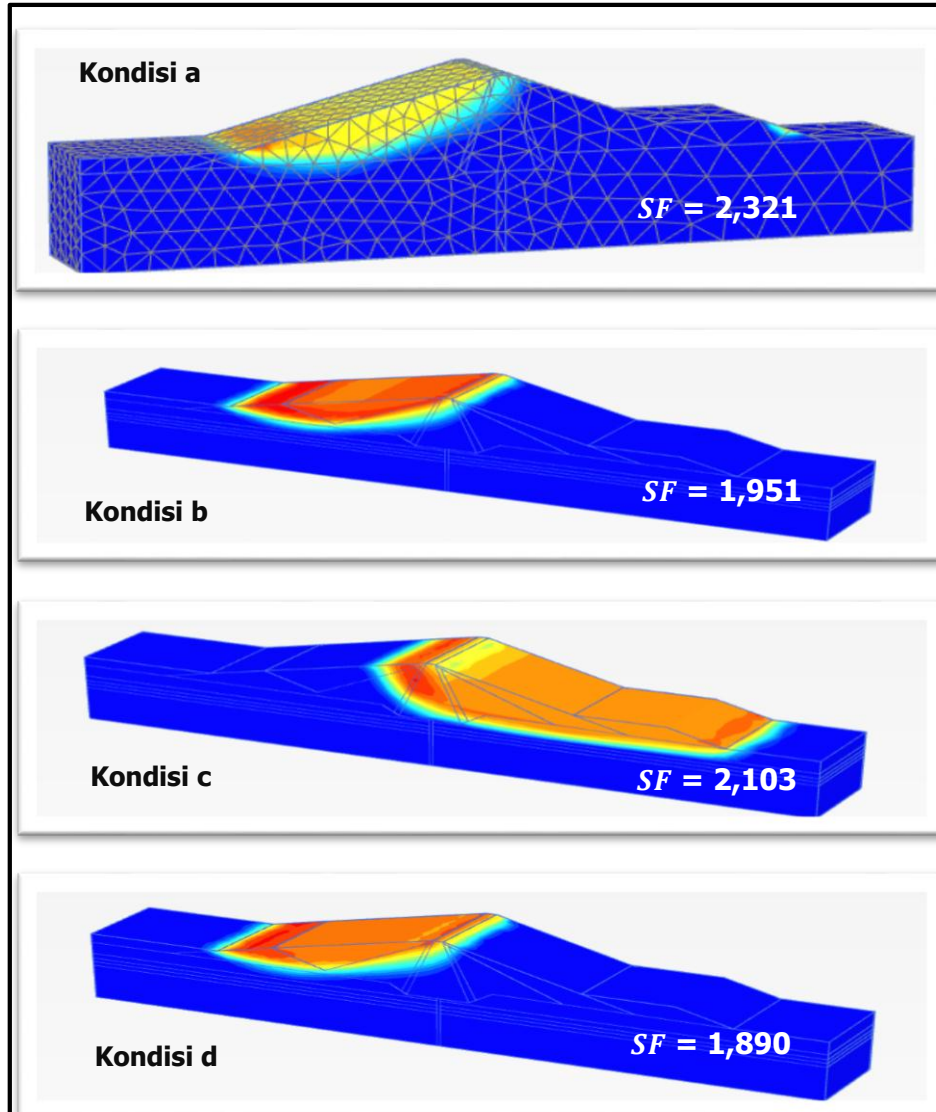 Kondisi a
SF = 2,321
SF = 1,951
Kondisi b
Kondisi c
SF = 2,103
SF = 1,890
Kondisi d